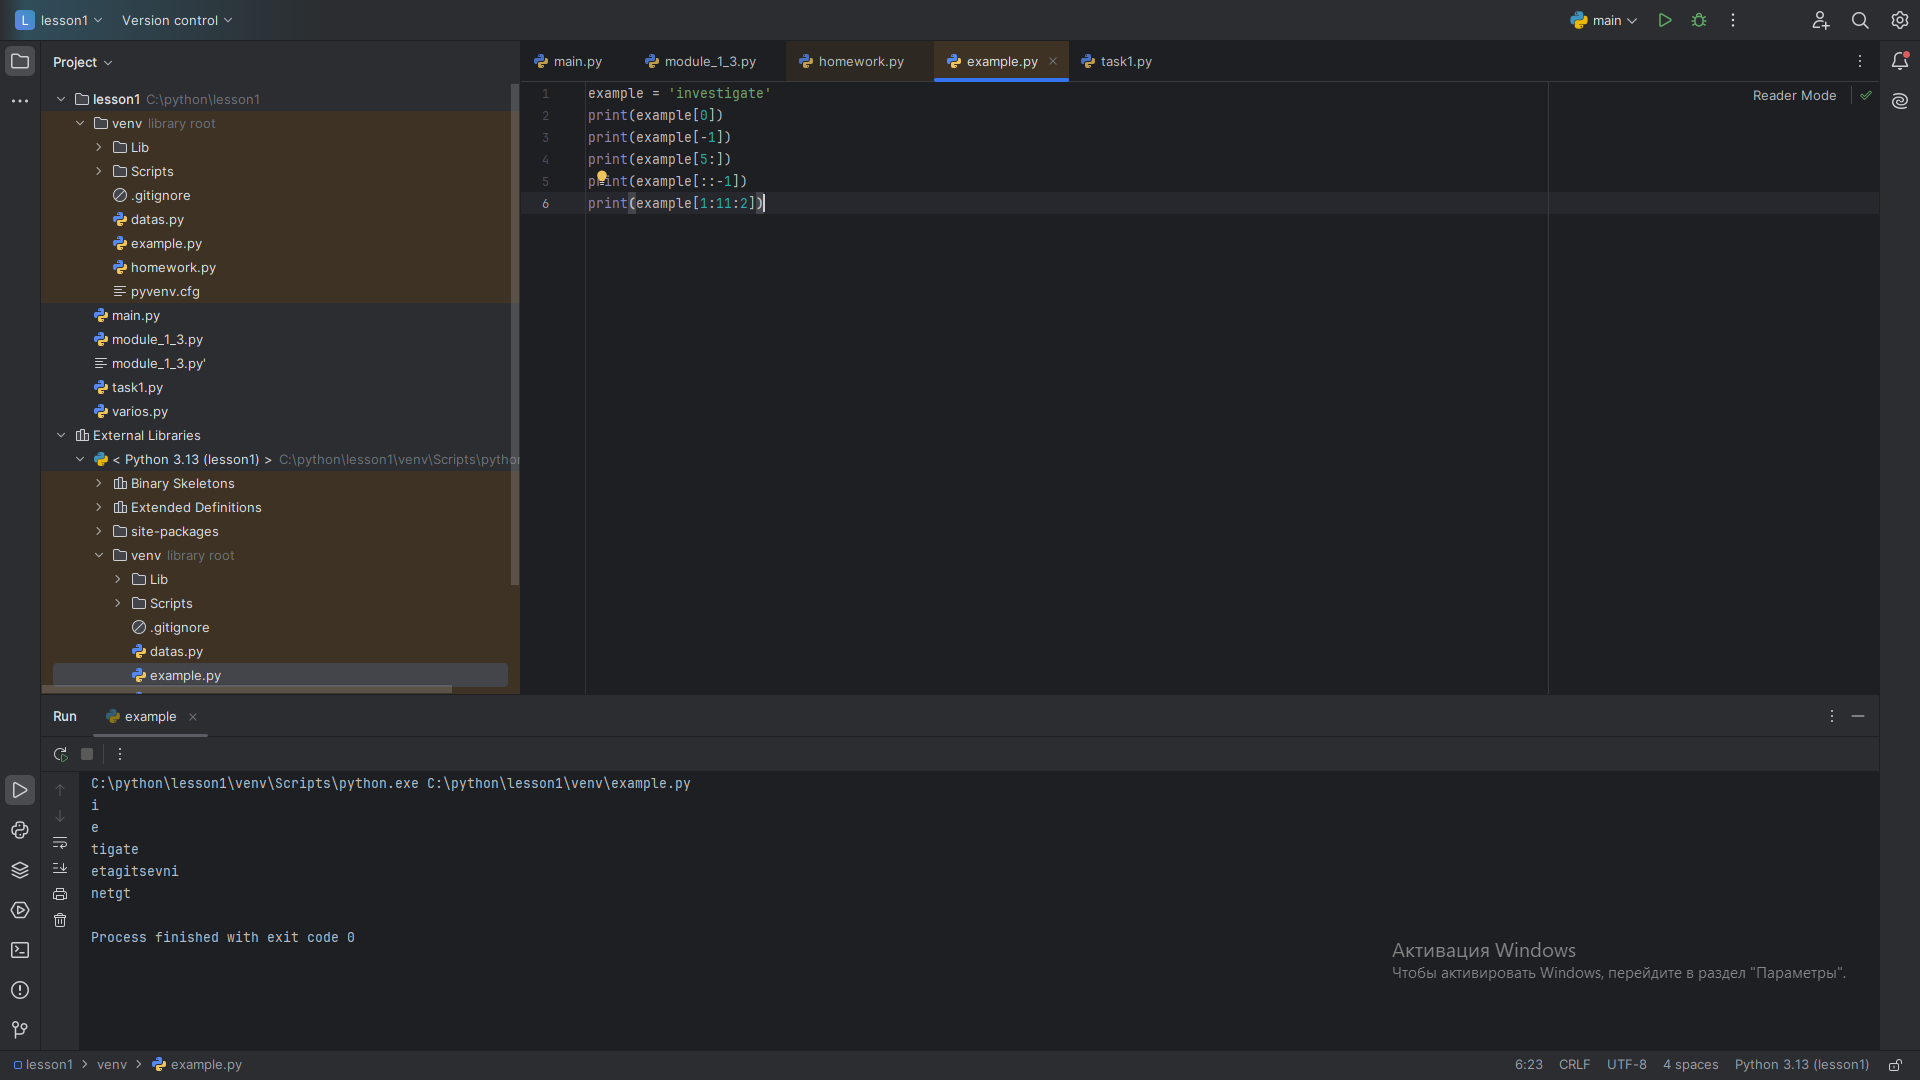 L lesson1 Version control main
Project
main.py module_1_3.py homework.py example.py task1.py
lesson1 C:\python\lesson1
venv library root
Lib
Scripts
.gitignore
datas.py
example.py
homework.py
pyvenv.cfg
main.py
module_1_3.py
module_1_3.py'
task1.py
varios.py
External Libraries
< Python 3.13 (lesson1) > C:\python\lesson1\venv\Scripts\pytho
Binary Skeletons
Extended Definitions
site-packages
venv library root
Lib
Scripts
.gitignore
datas.py
example.py
1 example = 'investigate'
2 print(example[0])
3 print(example[-1])
4 print(example[5:])
5 print(example[::-1])
6 print(example[1:11:2])
Reader Mode
Run example
C:\python\lesson1\venv\Scripts\python.exe C:\python\lesson1\venv\example.py
i
e
tigate
etagitsevni
netgt
Process finished with exit code 0
Активация Windows
Чтобы активировать Windows, перейдите в раздел "Параметры".
lesson1 > venv > example.py
6:23 CRLF UTF-8 4 spaces Python 3.13 (lesson1)